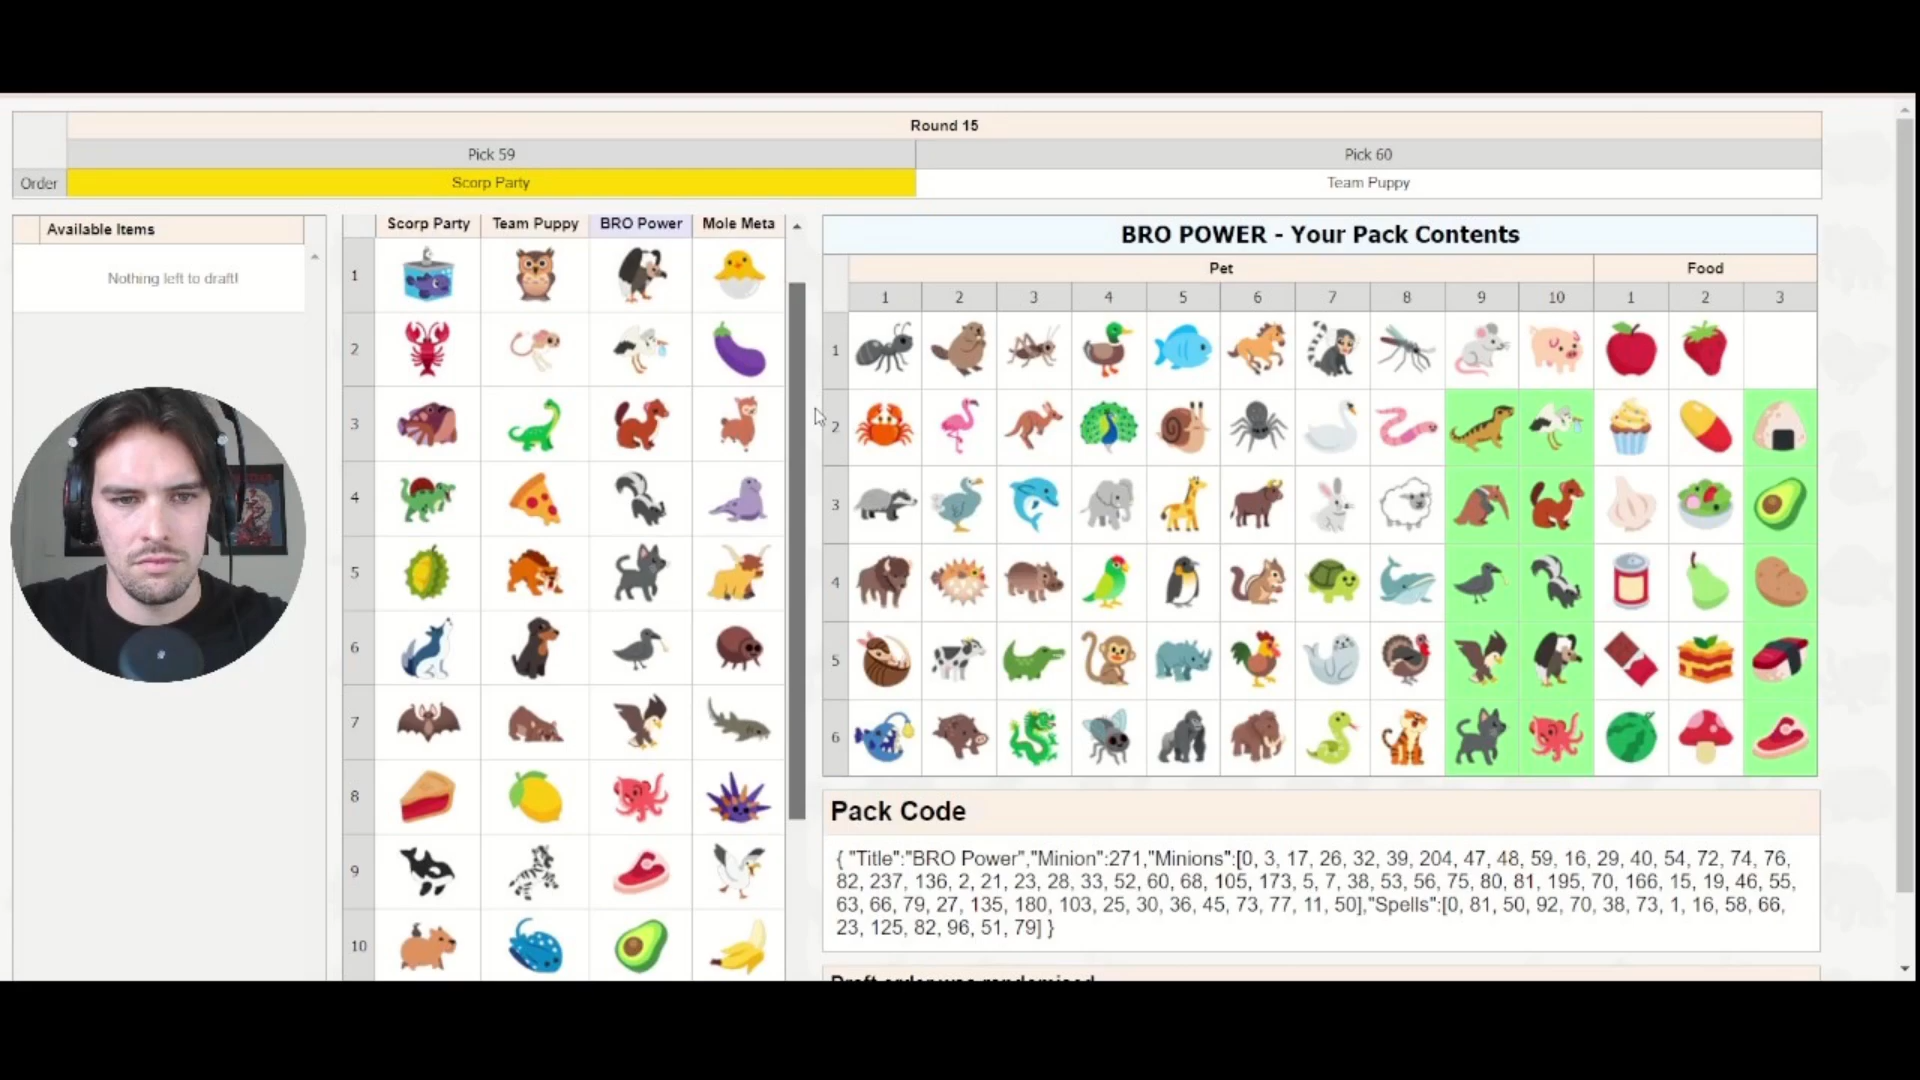 Round 15
Pick 59
Pick 60
Order
Scorp Party
Team Puppy
Available Items
Nothing left to draft!
Scorp Party
Team Puppy
BRO Power
Mole Meta
1
2
3
4
5
6
7
8
9
10
BRO POWER - Your Pack Contents
Pet
Food
1 2 3 4 5 6 7 8 9 10 1 2 3
1
2
3
4
5
6
Pack Code
{ "Title":"BRO Power","Minion":271,"Minions":[0, 3, 17, 26, 32, 39, 204, 47, 48, 59, 16, 29, 40, 54, 72, 74, 76,
82, 237, 136, 2, 21, 23, 28, 33, 52, 60, 68, 105, 173, 5, 7, 38, 53, 56, 75, 80, 81, 195, 70, 166, 15, 19, 46, 55,
63, 66, 79, 27, 135, 180, 103, 25, 30, 36, 45, 73, 77, 11, 50],"Spells":[0, 81, 50, 92, 70, 38, 73, 1, 16, 58, 66,
23, 125, 82, 96, 51, 79] }
Draft order was randomised